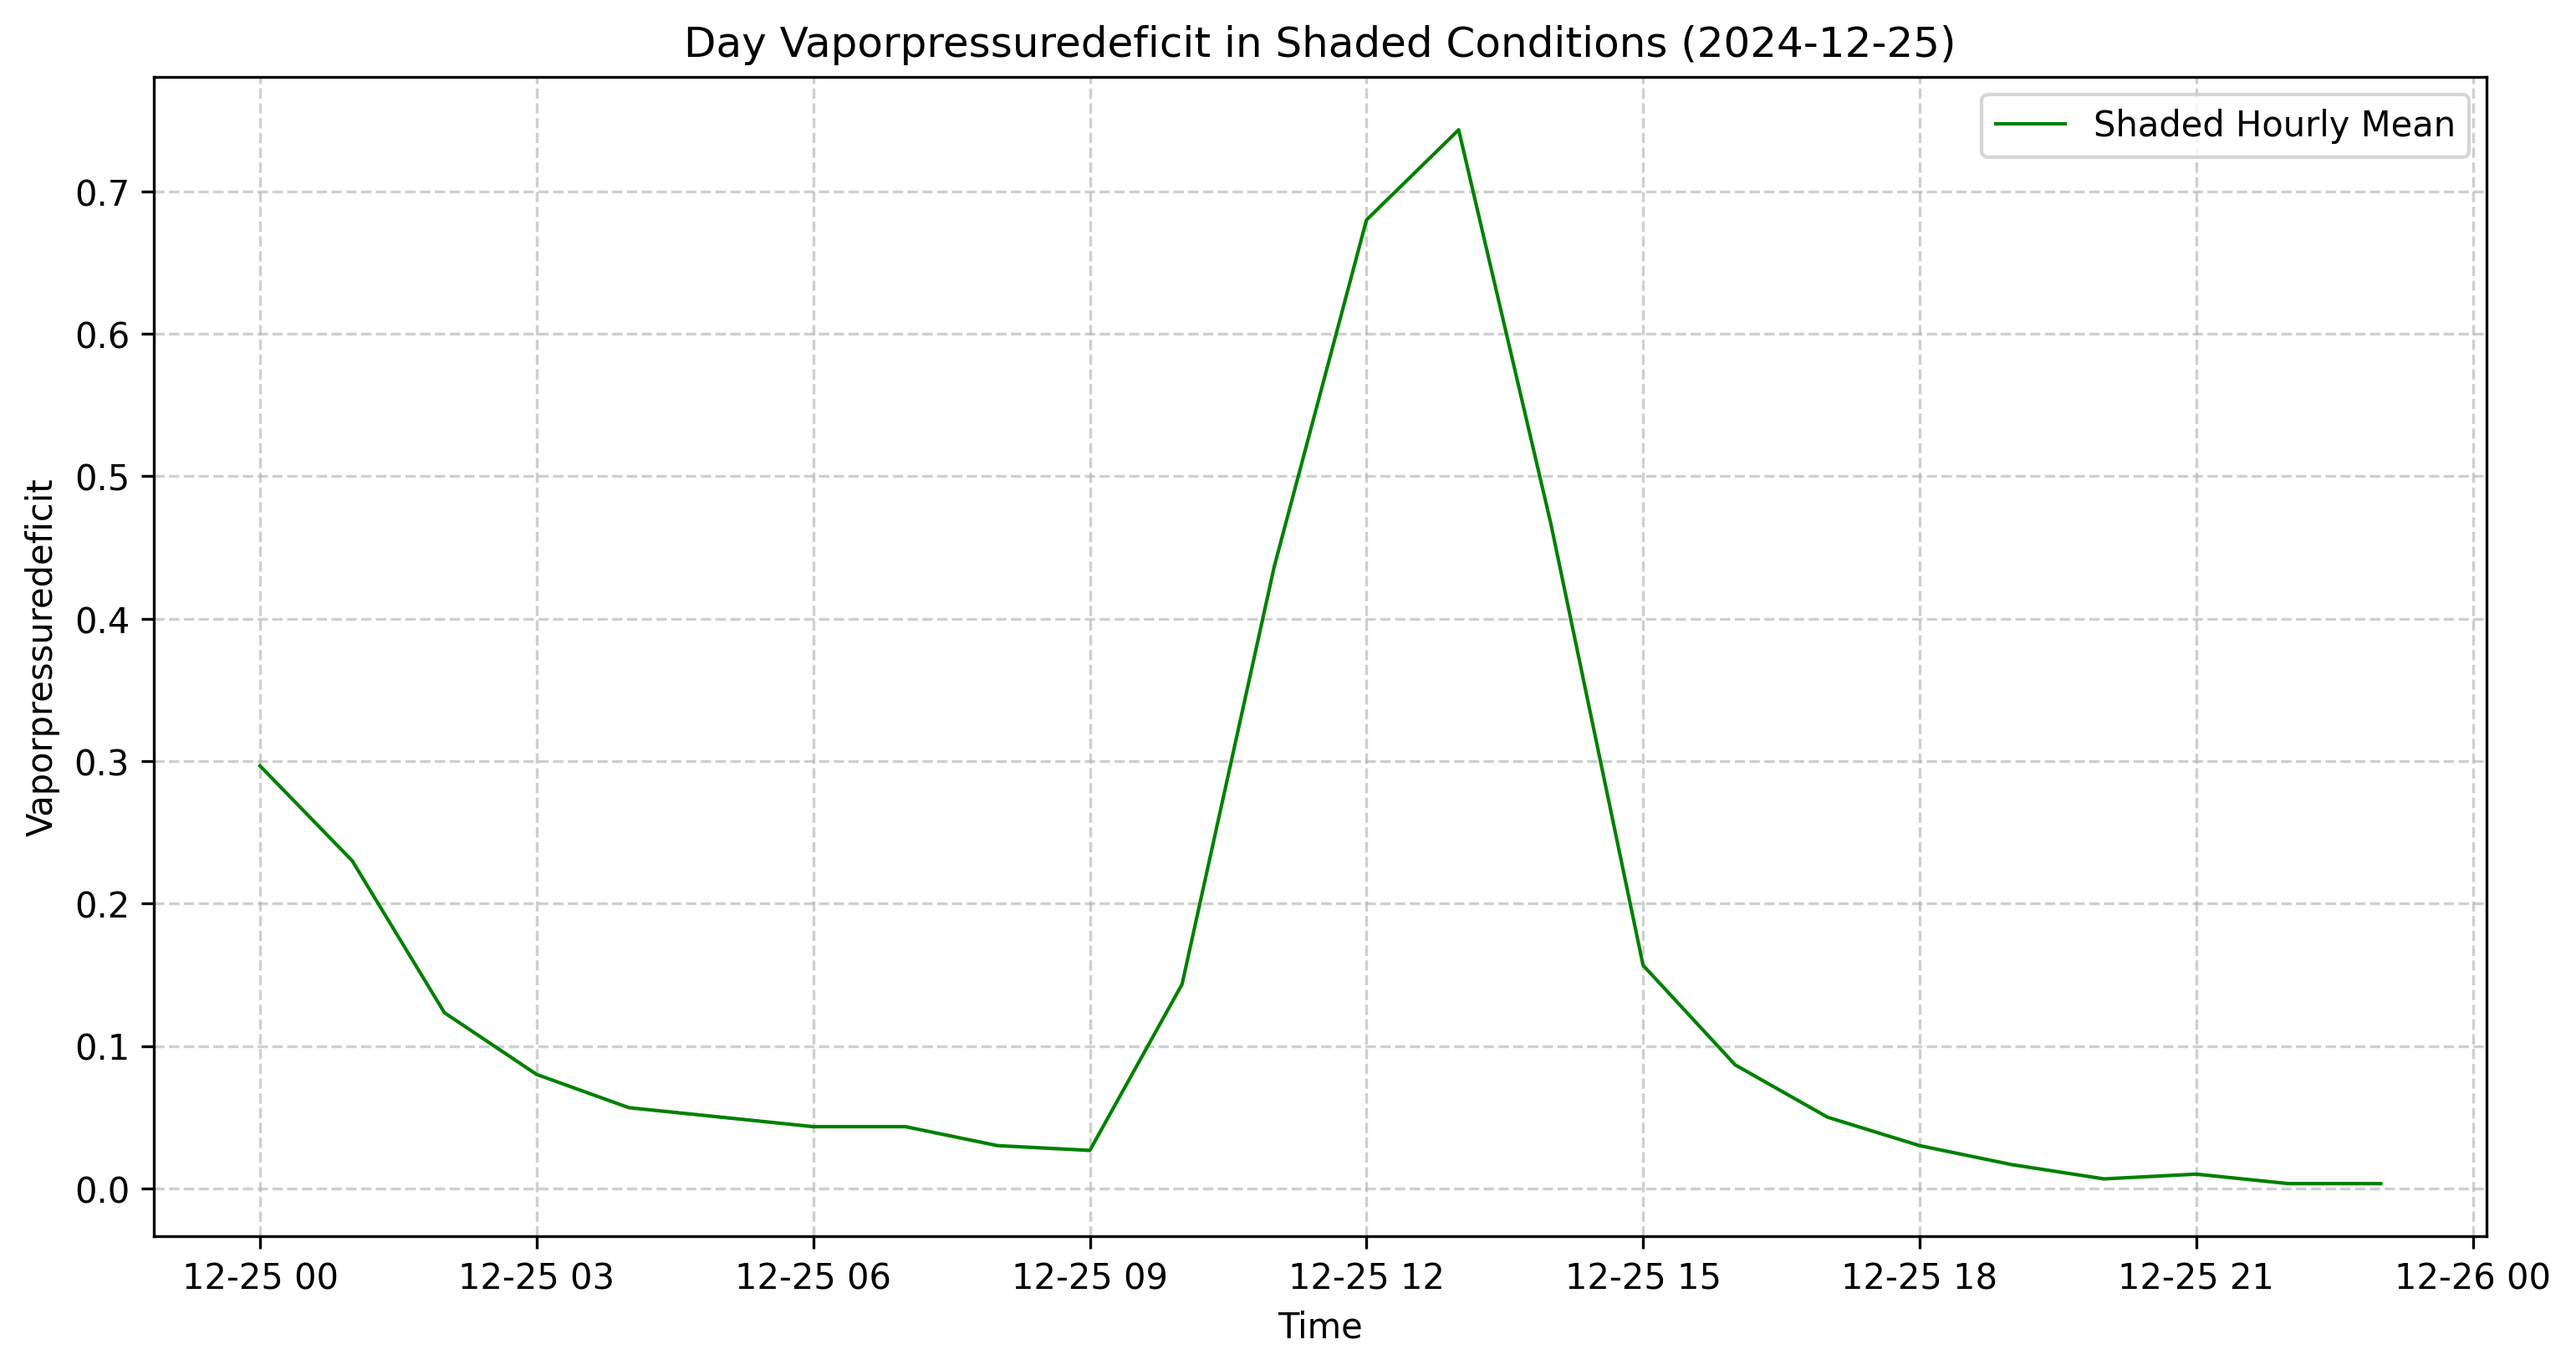 Day Vaporpressuredeficit in Shaded Conditions (2024-12-25)
Shaded Hourly Mean
Vaporpressuredeficit
0.7
0.6
0.5
0.4
0.3
0.2
0.1
0.0
12-25 00 12-25 03 12-25 06 12-25 09 12-25 12 12-25 15 12-25 18 12-25 21 12-26 00
Time